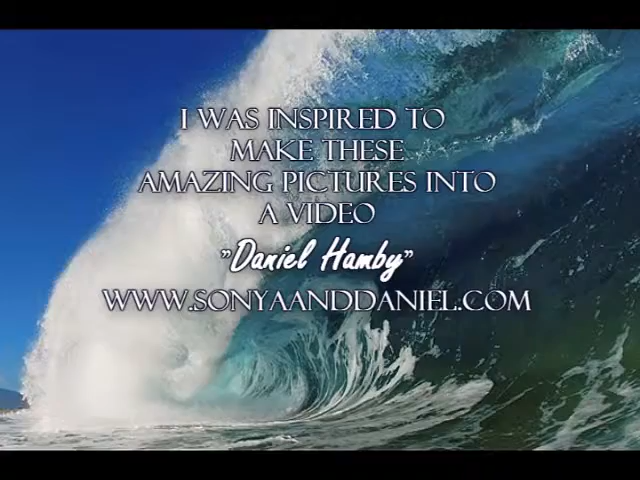 I WAS INSPIRED TO
MAKE THESE
AMAZING PICTURES INTO
A VIDEO
"Daniel Hamby"
WWW.SONYAANDDANIEL.COM